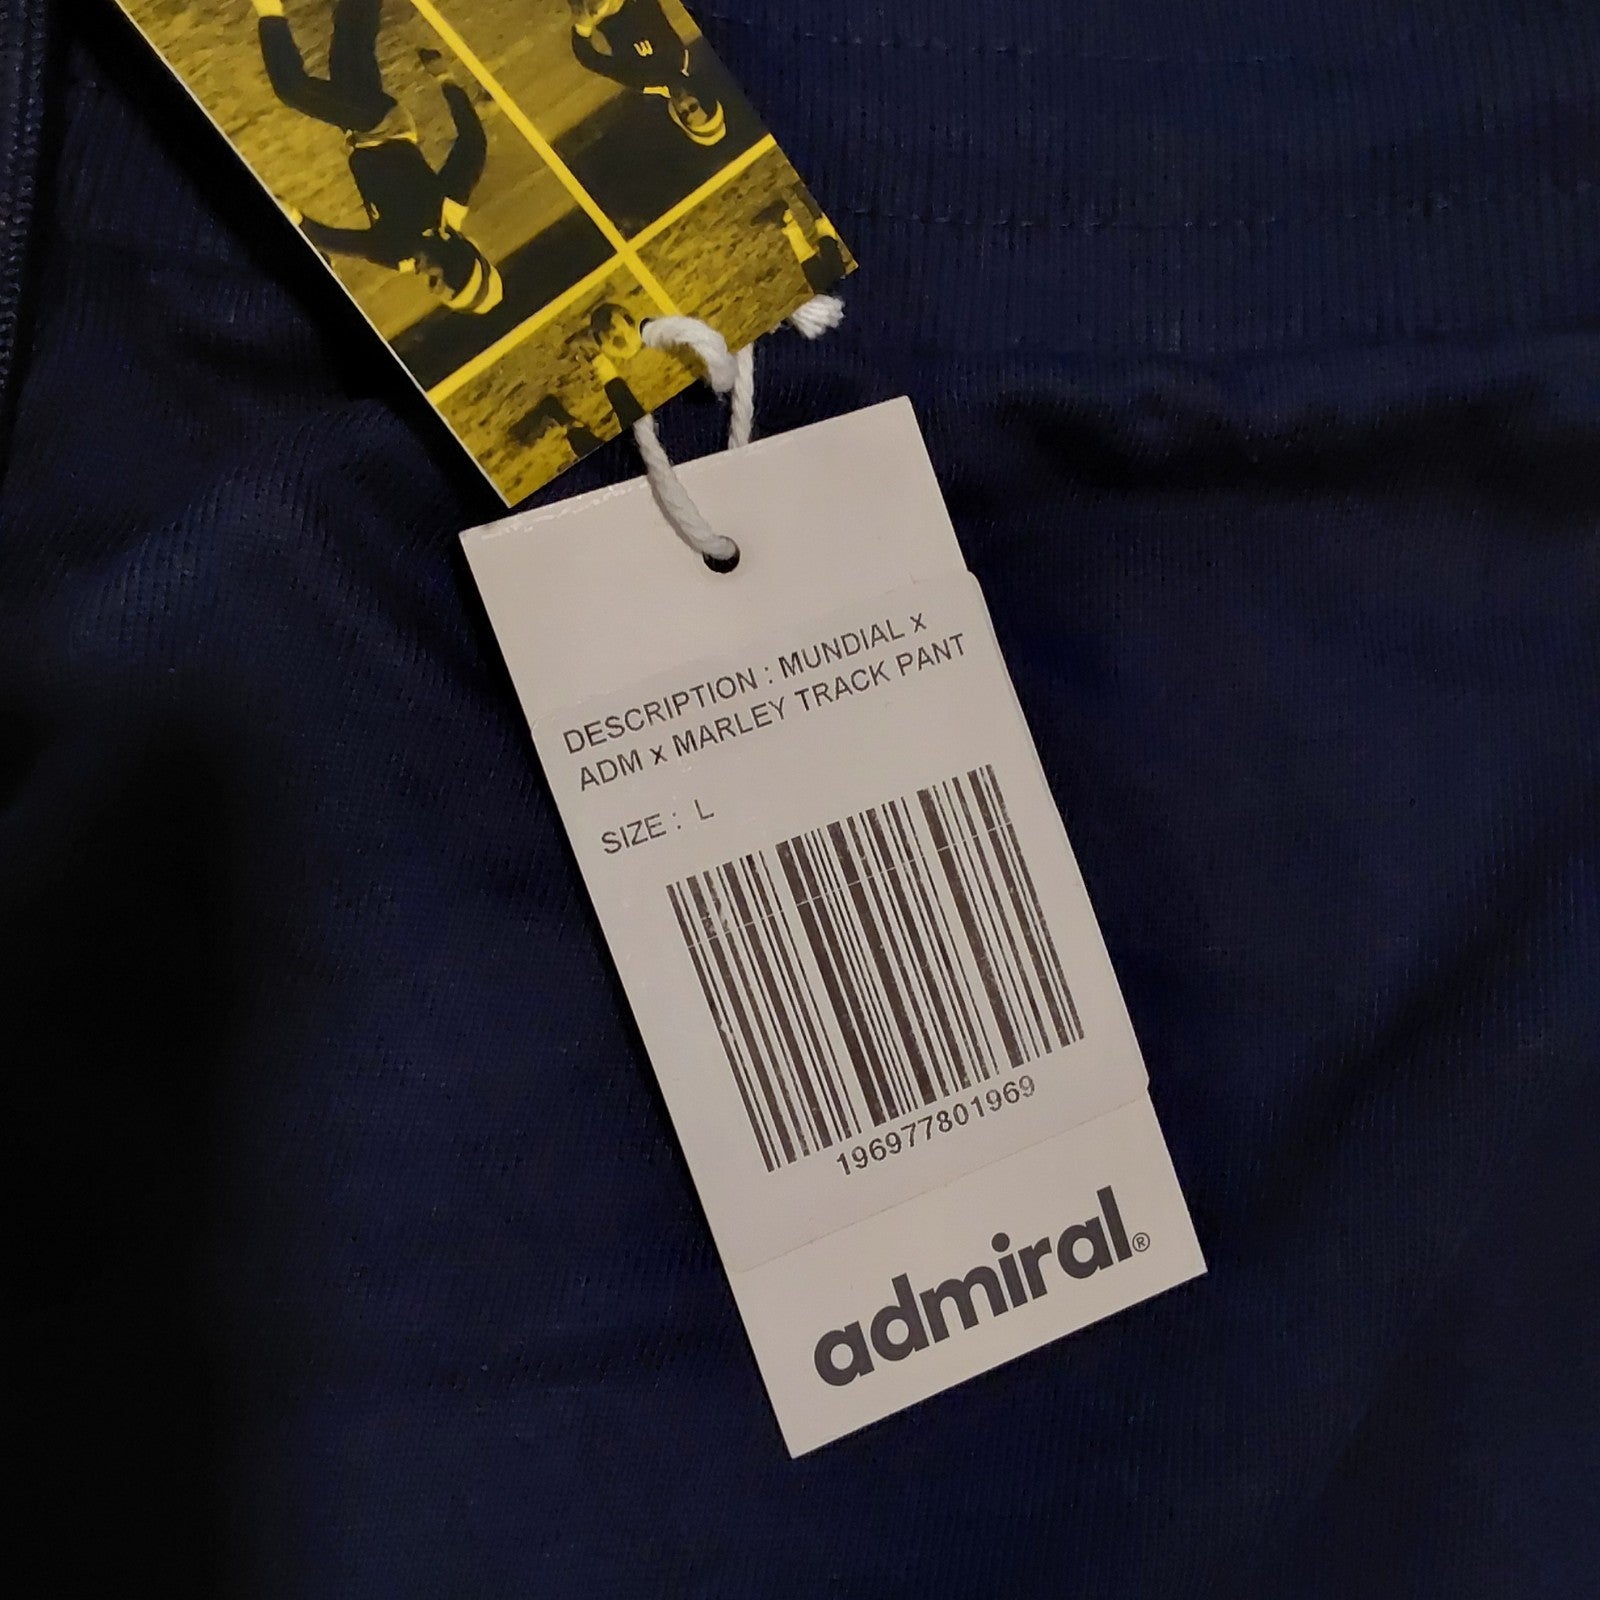 DESCRIPTION : MUNDIAL x
ADM x MARLEY TRACK PANT
SIZE : L
196977801969
admiral®